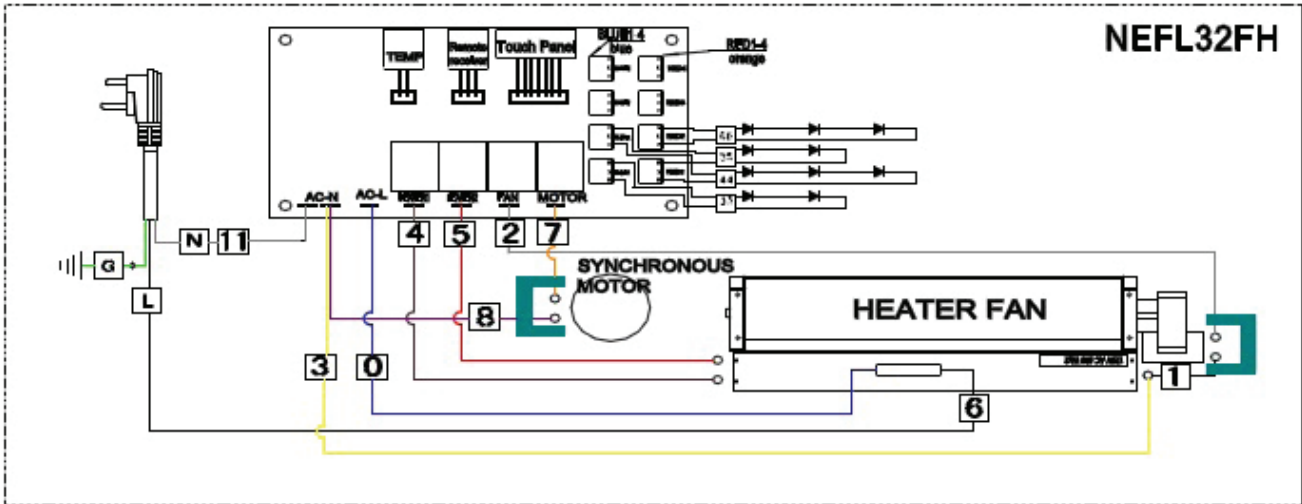 NEFL32FH
BLUE1-4
blue
RED1-4
orange
TEMP
Remote
receiver
Touch Panel
AC-N
AC-L
FAN
MOTOR
4
5
2
7
N
11
G
L
SYNCHRONOUS
MOTOR
HEATER FAN
8
3
0
1
6